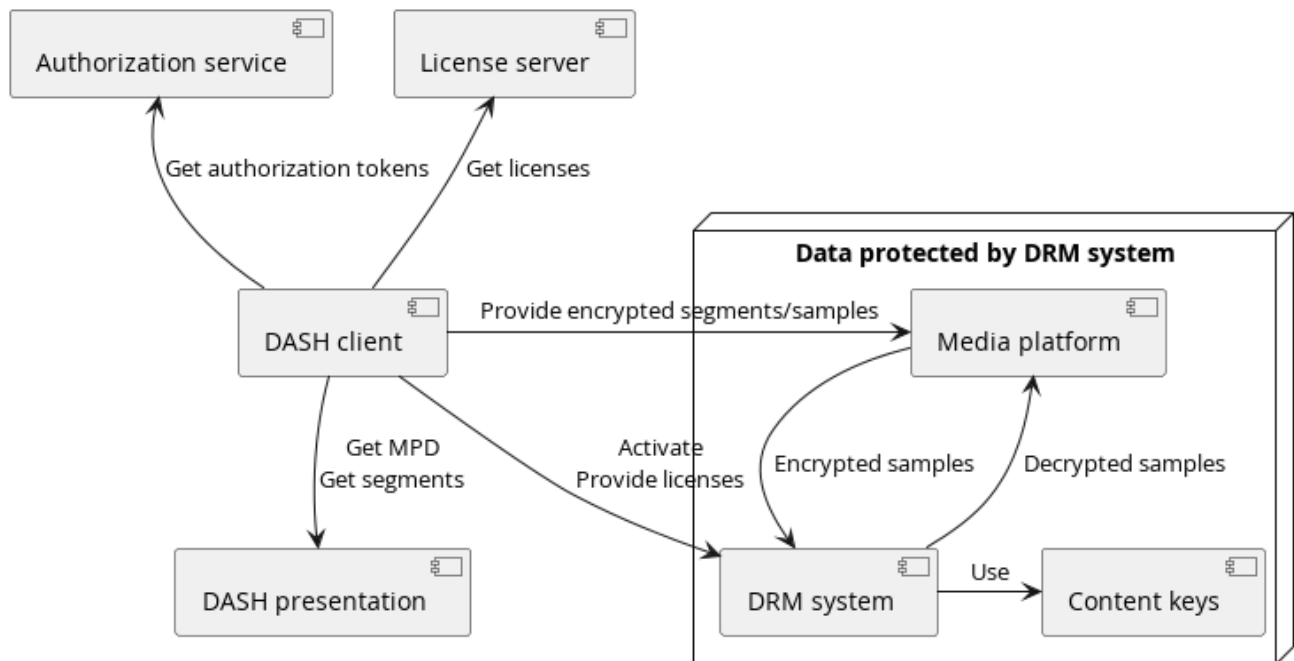 Authorization service
License server
Get authorization tokens
Get licenses
Data protected by DRM system
DASH client
Provide encrypted segments/samples
Media platform
Get MPD
Get segments
Activate
Provide licenses
Encrypted samples
Decrypted samples
DASH presentation
DRM system
Use
Content keys